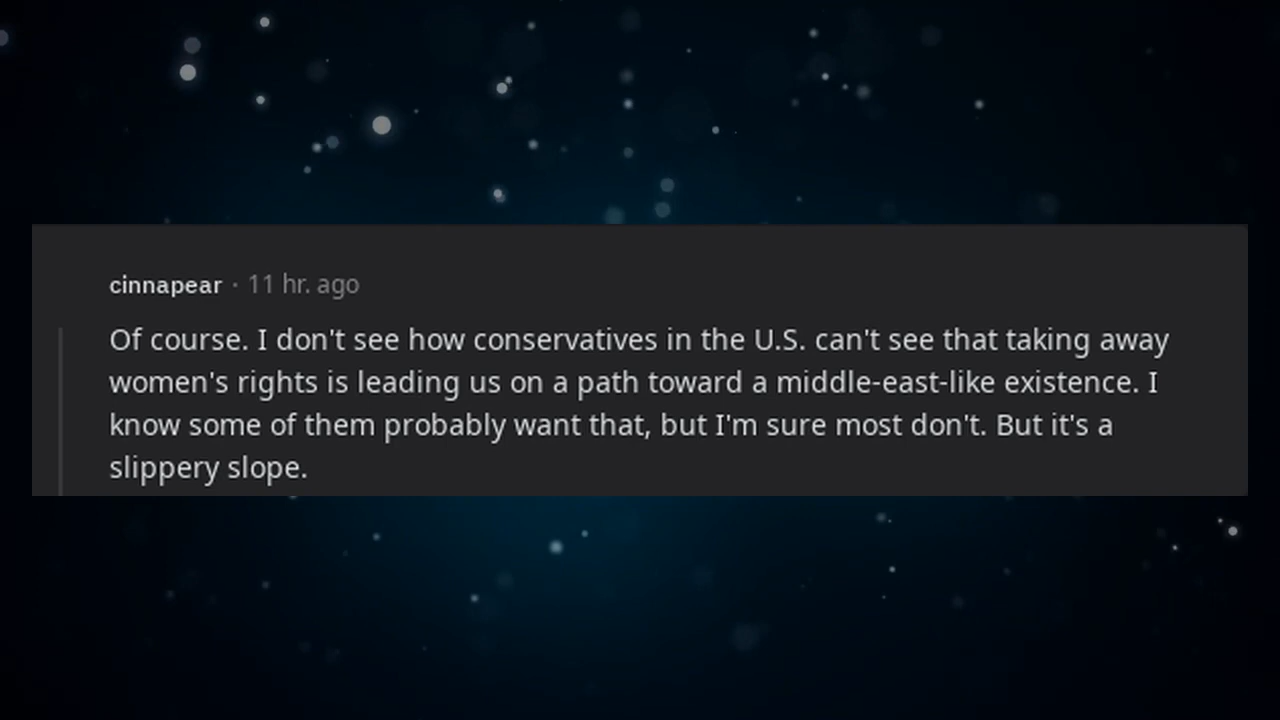 cinnapear · 11 hr. ago
Of course. I don't see how conservatives in the U.S. can't see that taking away
women's rights is leading us on a path toward a middle-east-like existence. I
know some of them probably want that, but I'm sure most don't. But it's a
slippery slope.